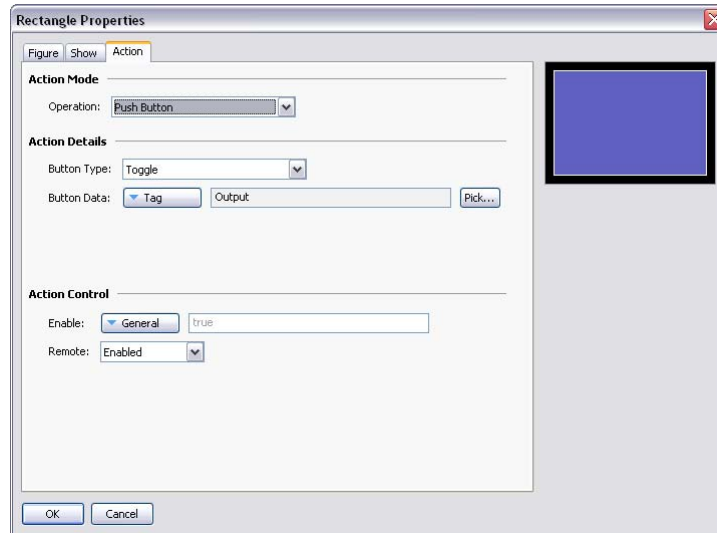 Rectangle Properties
Figure Show Action
Action Mode
Operation: Push Button
Action Details
Button Type: Toggle
Button Data: Tag Output Pick...
Action Control
Enable: General true
Remote: Enabled
OK Cancel